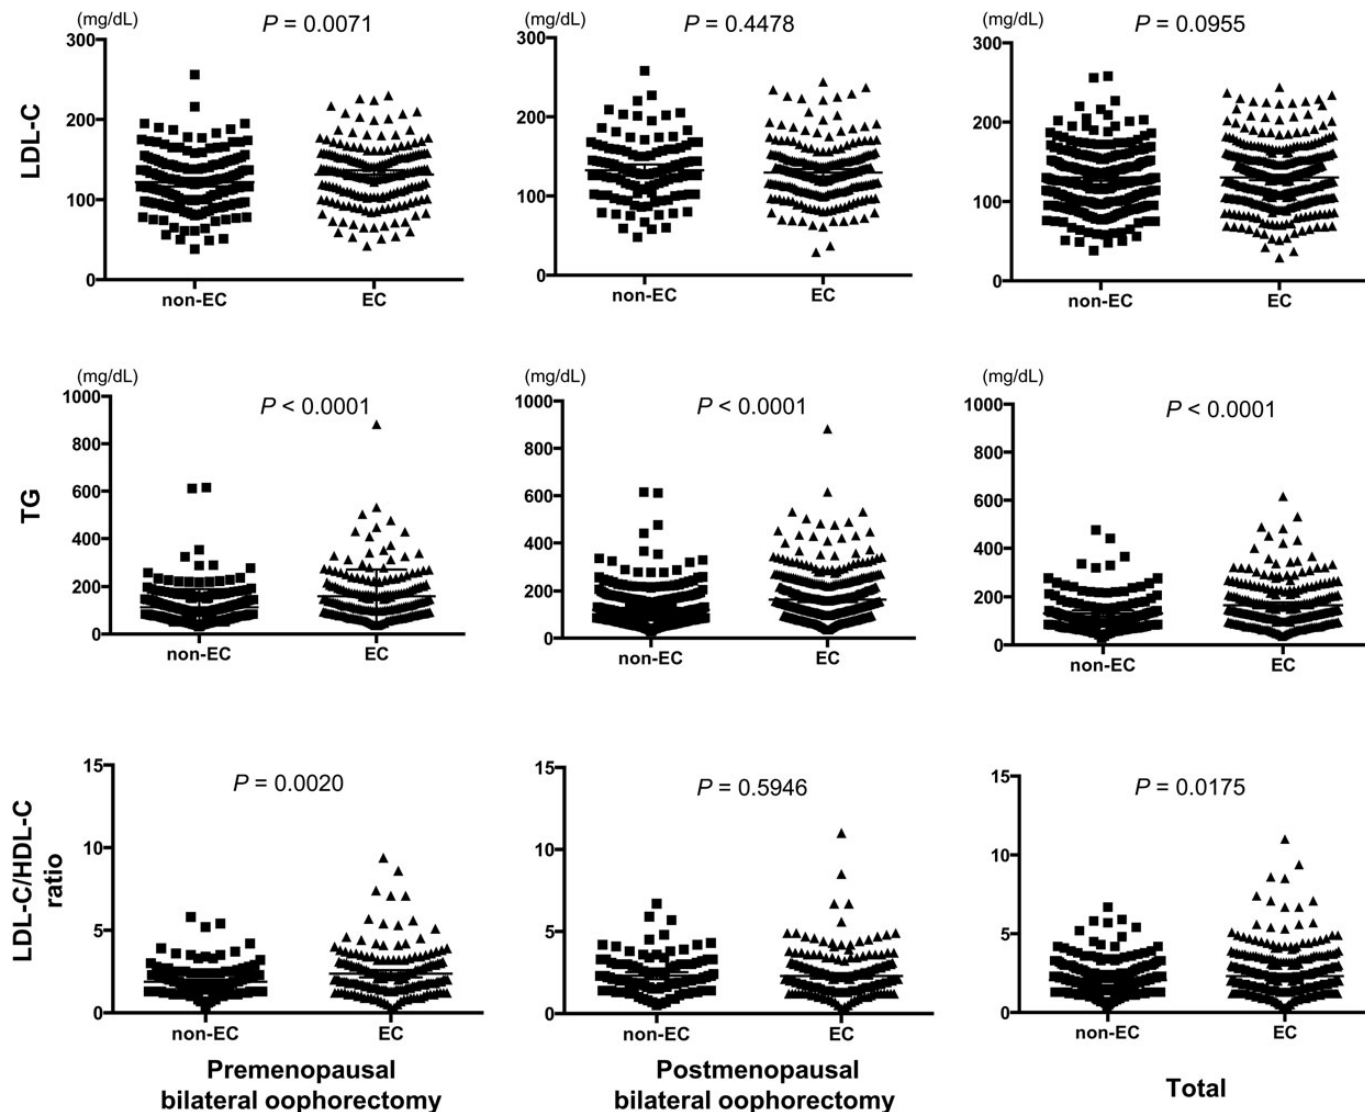 (mg/dL)
P = 0.0071
300
200
100
0
LDL-C
non-EC
EC
(mg/dL)
P = 0.4478
300
200
100
0
non-EC
EC
(mg/dL)
P = 0.0955
300
200
100
0
non-EC
EC
(mg/dL)
P < 0.0001
1000
800
600
400
200
0
TG
non-EC
EC
(mg/dL)
P < 0.0001
1000
800
600
400
200
0
non-EC
EC
(mg/dL)
P < 0.0001
1000
800
600
400
200
0
non-EC
EC
P = 0.0020
15
10
5
0
LDL-C/HDL-C
ratio
non-EC
EC
P = 0.5946
15
10
5
0
non-EC
EC
P = 0.0175
15
10
5
0
non-EC
EC
Premenopausal
bilateral oophorectomy
Postmenopausal
bilateral oophorectomy
Total